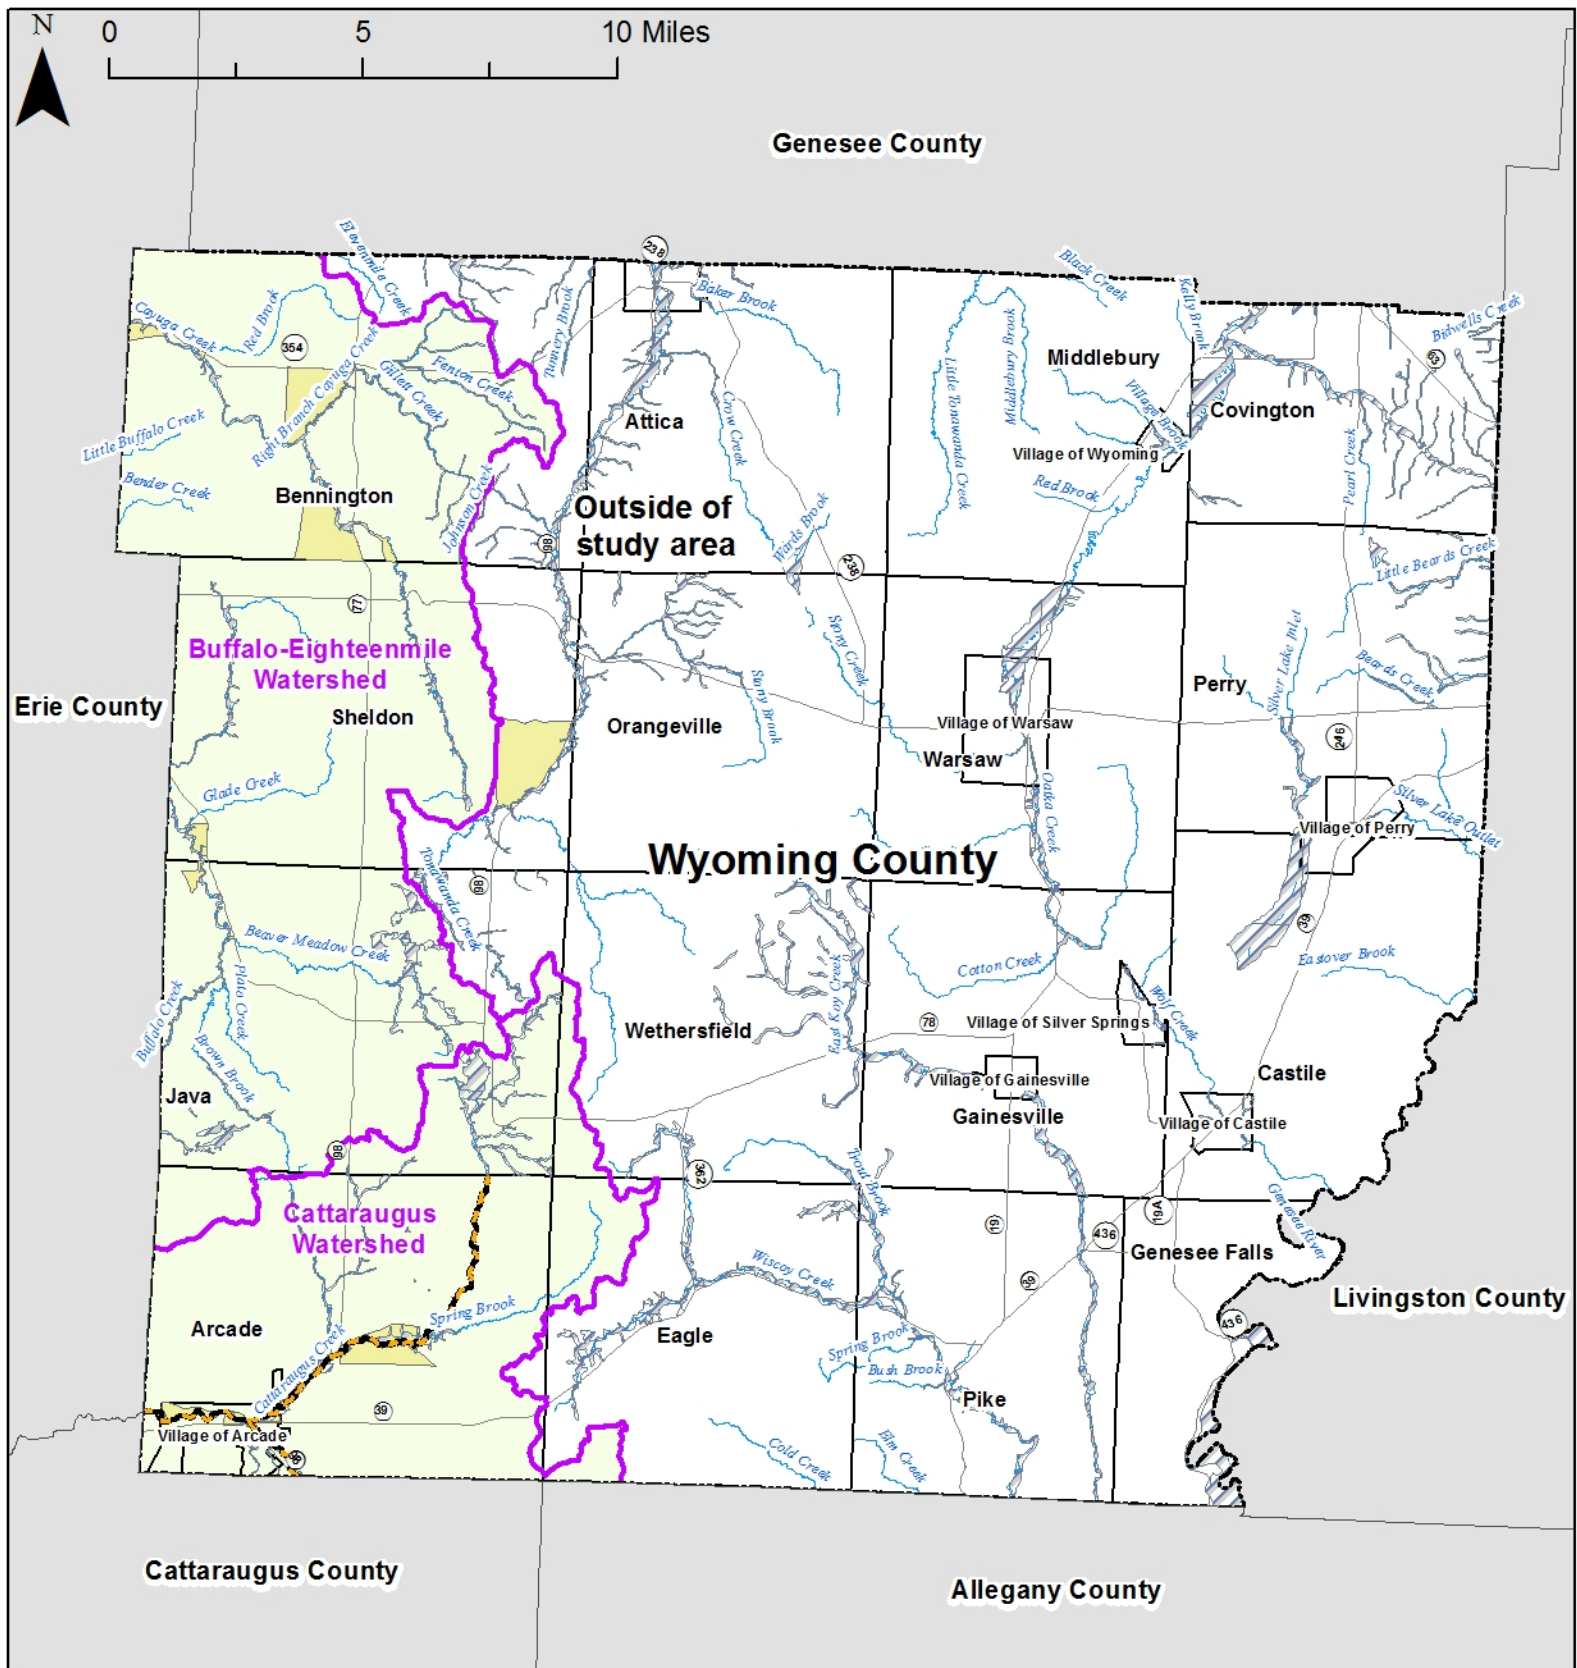 N
0 5 10 Miles
Genesee County
Elevenmile Creek
238
Black Creek
Kelly Brook
Bidwells Creek
Cayuga Creek
Red Brook
Tannery Brook
Baker Brook
354
Right Branch Cayuga Creek
Gillett Creek
Fenton Creek
Crow Creek
Little Tonawanda Creek
Middlebury Brook
Middlebury
63
Village Brook
Covington
Little Buffalo Creek
Attica
Village of Wyoming
Pearl Creek
Bender Creek
Bennington
Johnson Creek
Red Brook
Outside of
study area
98
Wards Brook
238
Little Beards Creek
77
Buffalo-Eighteenmile
Watershed
Stony Creek
Silver Lake Inlet
Beards Creek
Perry
Erie County
Sheldon
Orangeville
Stony Brook
Village of Warsaw
Warsaw
246
Glade Creek
Oatka Creek
Silver Lake Outlet
Village of Perry
Wyoming County
Tonawanda Creek
98
39
Beaver Meadow Creek
Cotton Creek
Eastover Brook
Buffalo Creek
Plato Creek
East Koy Creek
Wolf Creek
Wethersfield
78
Village of Silver Springs
Brown Brook
Java
Village of Gainesville
Castile
Gainesville
Village of Castile
98
362
Trout Brook
Genesee River
Cattaraugus
Watershed
19
436
19A
Genesee Falls
Wiscoy Creek
39
Livingston County
Arcade
Spring Brook
Cattaraugus Creek
Eagle
Spring Brook
Bush Brook
436
39
Pike
Village of Arcade
98
Cold Creek
Elm Creek
Cattaraugus County
Allegany County